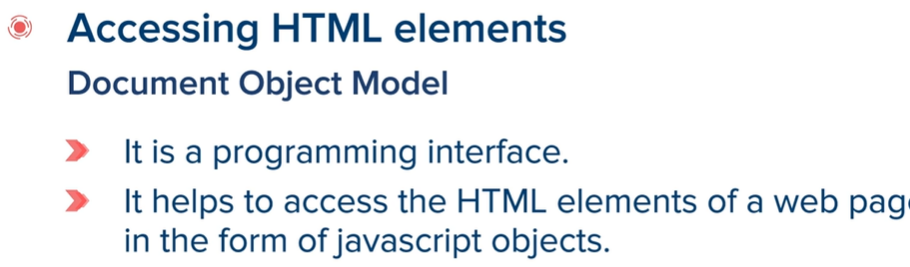 Accessing HTML elements
Document Object Model
It is a programming interface.
It helps to access the HTML elements of a web page
in the form of javascript objects.